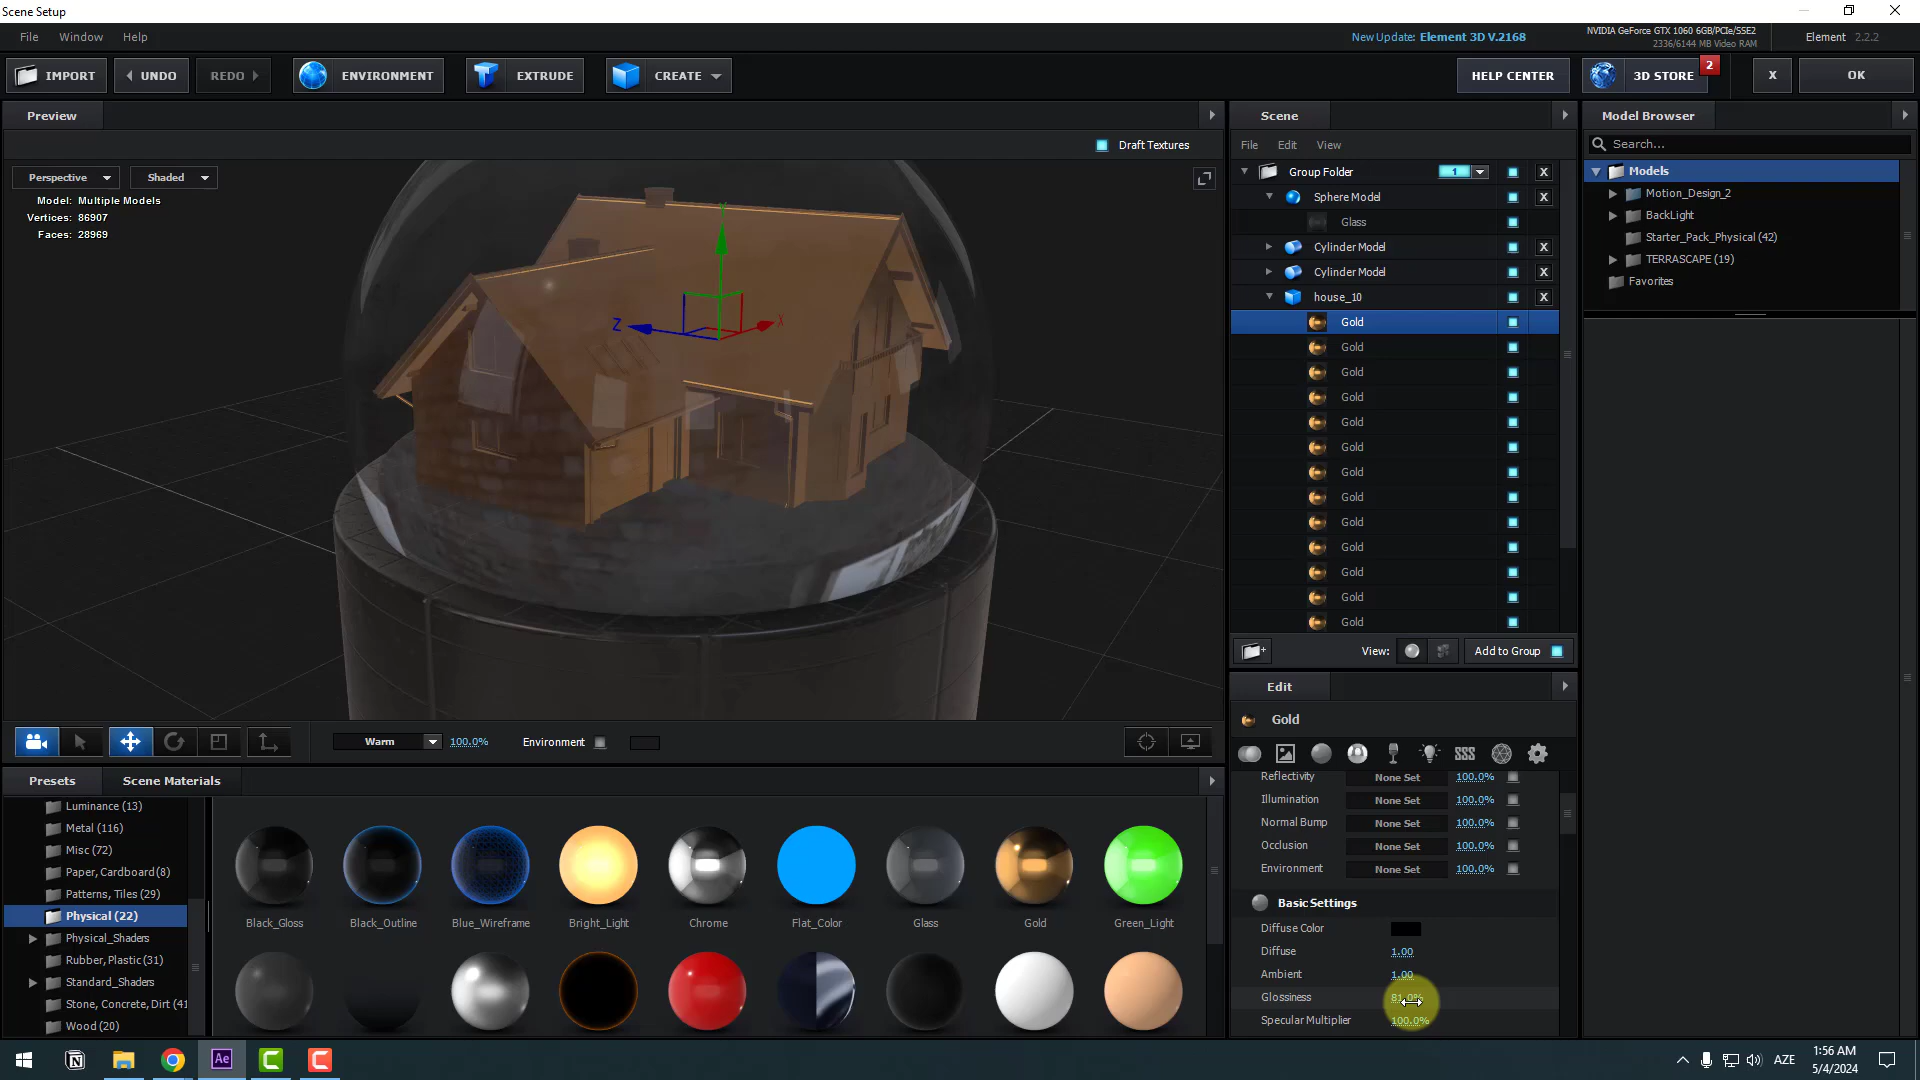 Scene Setup
File Window Help
New Update: Element 3D V.2168
NVIDIA GeForce GTX 1060 6GB/PCIe/SSE2
2336/6144 MB Video RAM
Element 2.2.2
IMPORT
UNDO
REDO
ENVIRONMENT
EXTRUDE
CREATE
HELP CENTER
3D STORE
2
X
OK
Preview
Draft Textures
Perspective
Shaded
Model: Multiple Models
Vertices: 86907
Faces: 28969
Y
Z
X
Warm
100.0%
Environment
Scene
File Edit View
Group Folder 1 X
Sphere Model X
Glass
Cylinder Model X
Cylinder Model X
house_10 X
Gold
Gold
Gold
Gold
Gold
Gold
Gold
Gold
Gold
Gold
Gold
Gold
Gold
View:
Add to Group
Model Browser
Search...
Models
Motion_Design_2
BackLight
Starter_Pack_Physical (42)
TERRASCAPE (19)
Favorites
Edit
Gold
Reflectivity None Set 100.0%
Illumination None Set 100.0%
Normal Bump None Set 100.0%
Occlusion None Set 100.0%
Environment None Set 100.0%
Basic Settings
Diffuse Color
Diffuse 1.00
Ambient 1.00
Glossiness 81.0%
Specular Multiplier 100.0%
Presets
Scene Materials
Luminance (13)
Metal (116)
Misc (72)
Paper, Cardboard (8)
Patterns, Tiles (29)
Physical (22)
Physical_Shaders
Rubber, Plastic (31)
Standard_Shaders
Stone, Concrete, Dirt (41
Wood (20)
Black_Gloss
Black_Outline
Blue_Wireframe
Bright_Light
Chrome
Flat_Color
Glass
Gold
Green_Light
Ae
AZE
1:56 AM
5/4/2024